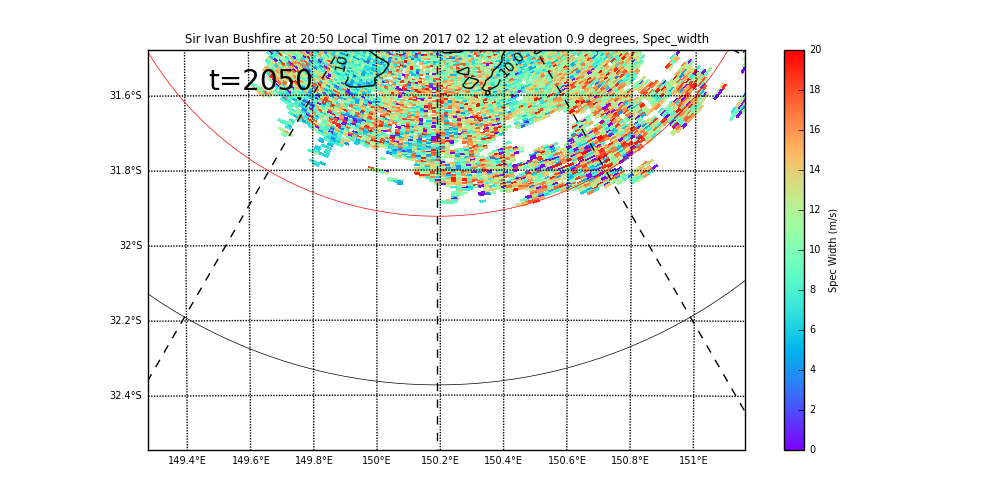 Sir Ivan Bushfire at 20:50 Local Time on 2017 02 12 at elevation 0.9 degrees, Spec_width
t=2050
10
10
0
31.6°S
31.8°S
32°S
32.2°S
32.4°S
149.4°E 149.6°E 149.8°E 150°E 150.2°E 150.4°E 150.6°E 150.8°E 151°E
20
18
16
14
12
10
8
6
4
2
0
Spec Width (m/s)